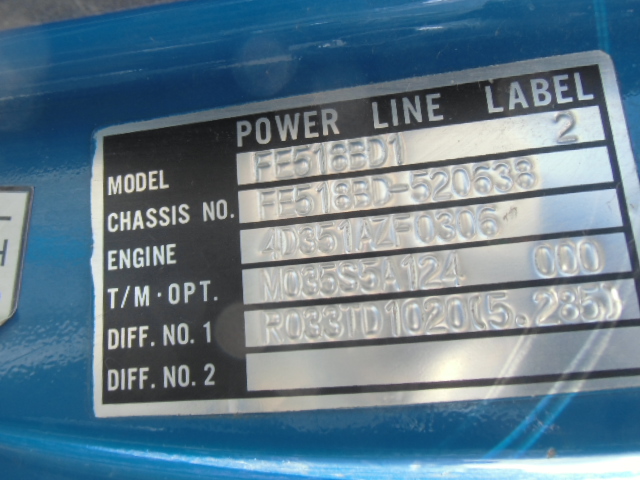 POWER LINE LABEL
MODEL FE518BD1 2
CHASSIS NO. FE518BD-520638
ENGINE 4D351AZF0306
T/M·OPT. M035S5A124 000
DIFF. NO. 1 R033TD1020(5.285)
DIFF. NO. 2
H